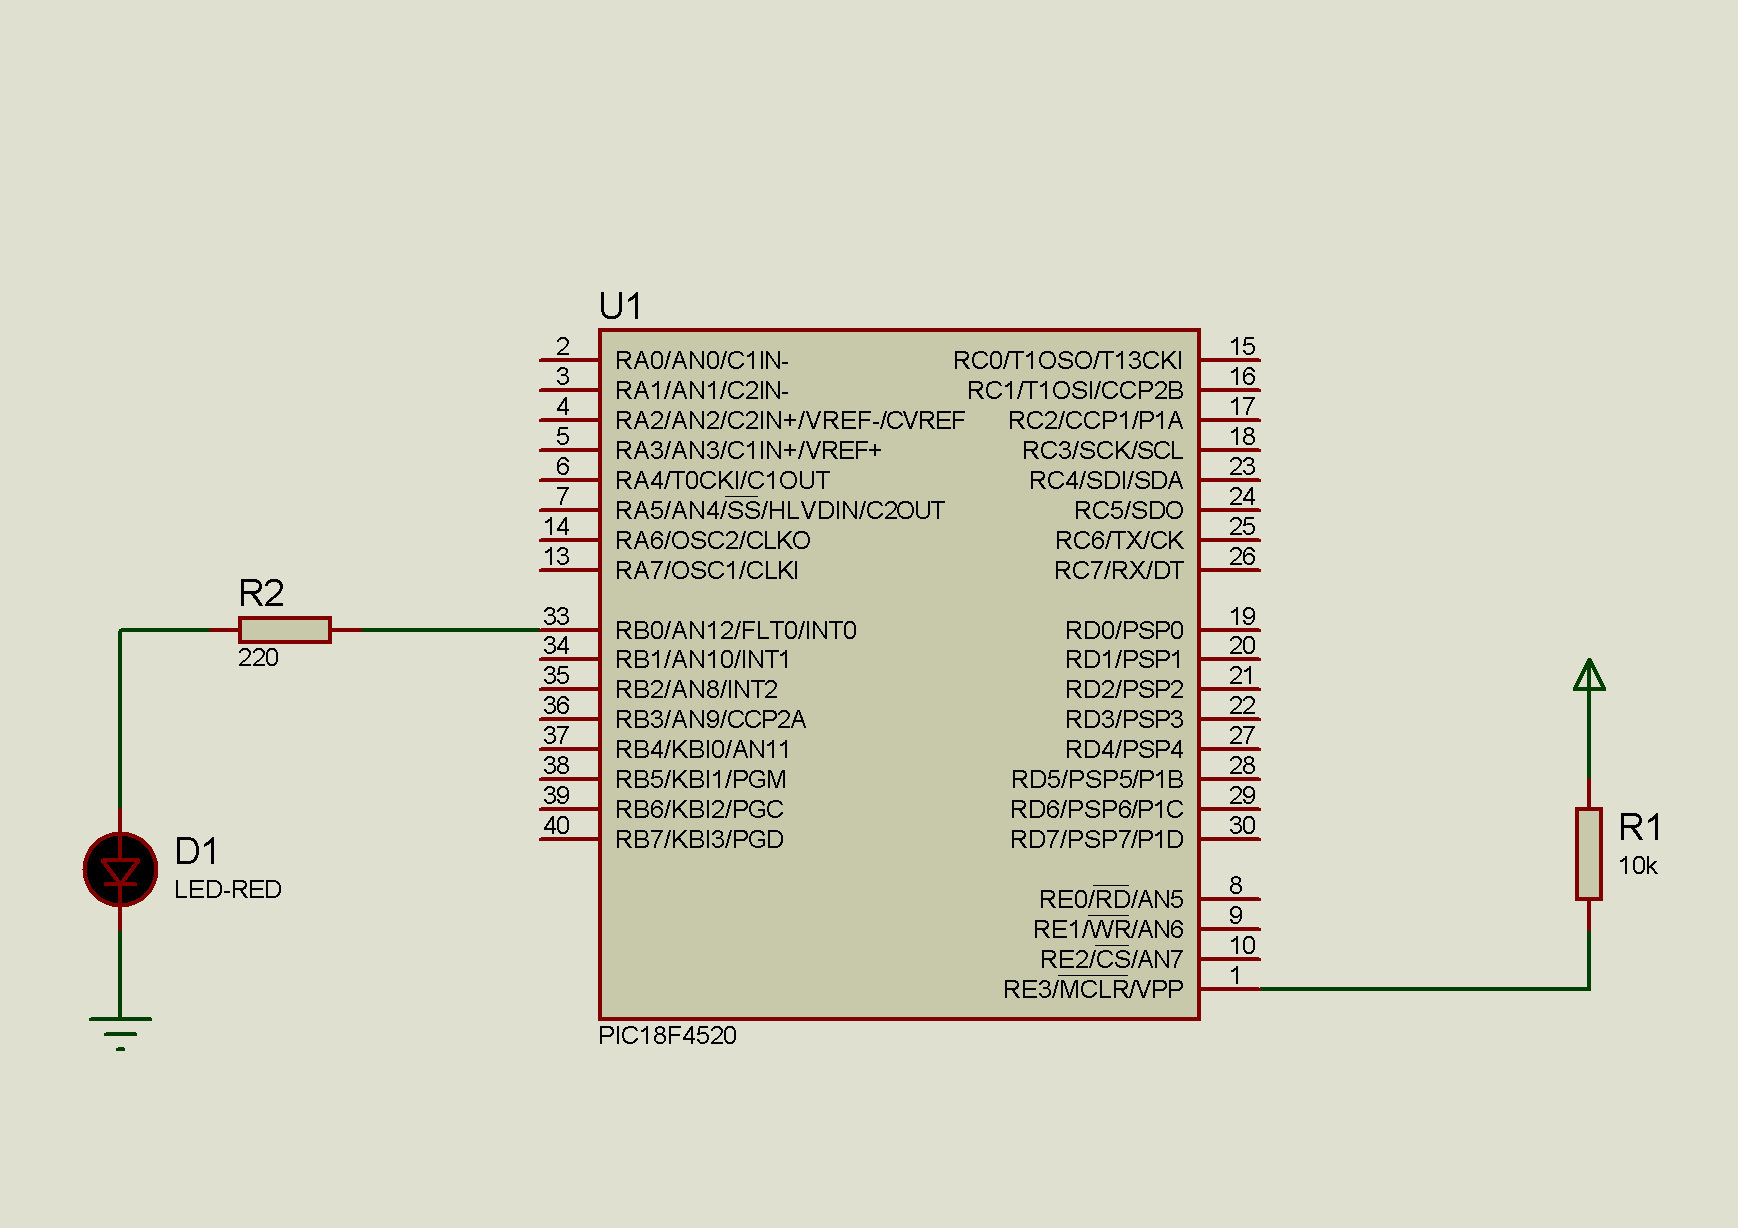 U1
2 RA0/AN0/C1IN- RC0/T1OSO/T13CKI 15
3 RA1/AN1/C2IN- RC1/T1OSI/CCP2B 16
4 RA2/AN2/C2IN+/VREF-/CVREF RC2/CCP1/P1A 17
5 RA3/AN3/C1IN+/VREF+ RC3/SCK/SCL 18
6 RA4/T0CKI/C1OUT RC4/SDI/SDA 23
7 RA5/AN4/SS/HLVDIN/C2OUT RC5/SDO 24
14 RA6/OSC2/CLKO RC6/TX/CK 25
13 RA7/OSC1/CLKI RC7/RX/DT 26
R2
220
33 RB0/AN12/FLT0/INT0 RD0/PSP0 19
34 RB1/AN10/INT1 RD1/PSP1 20
35 RB2/AN8/INT2 RD2/PSP2 21
36 RB3/AN9/CCP2A RD3/PSP3 22
37 RB4/KBI0/AN11 RD4/PSP4 27
38 RB5/KBI1/PGM RD5/PSP5/P1B 28
39 RB6/KBI2/PGC RD6/PSP6/P1C 29
40 RB7/KBI3/PGD RD7/PSP7/P1D 30
D1
LED-RED
R1
10k
RE0/RD/AN5 8
RE1/WR/AN6 9
RE2/CS/AN7 10
RE3/MCLR/VPP 1
PIC18F4520